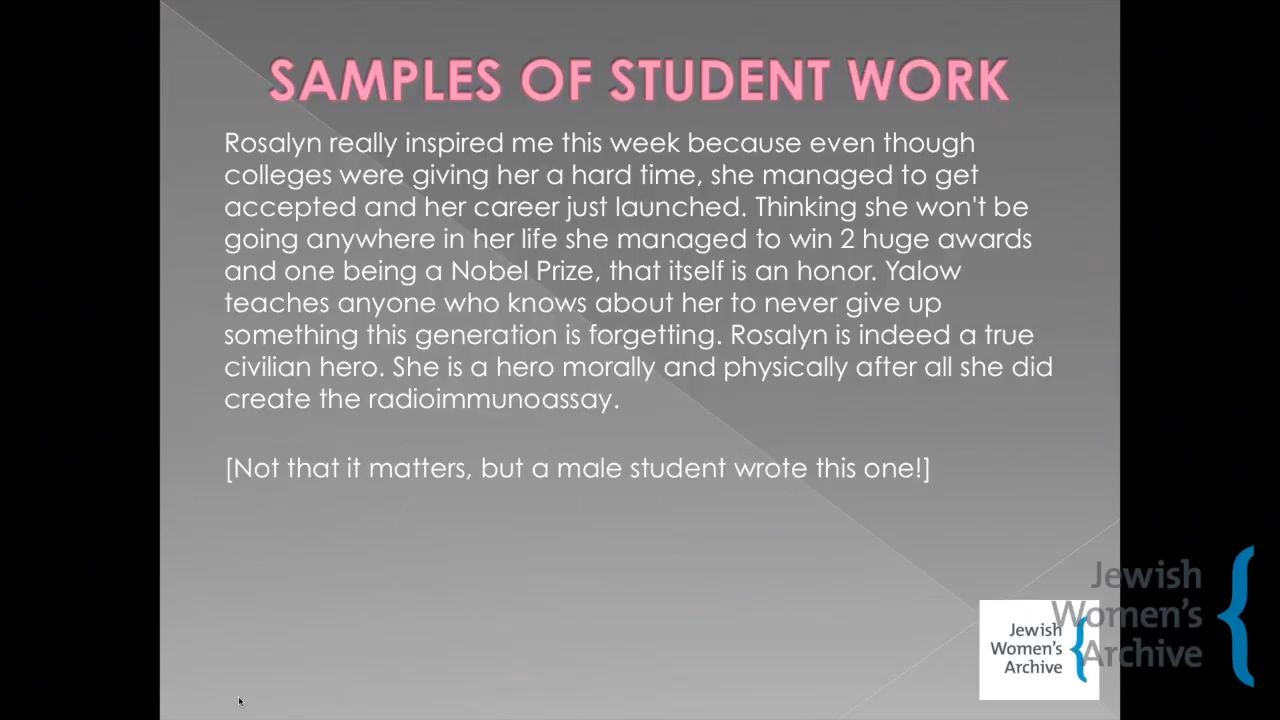 SAMPLES OF STUDENT WORK
Rosalyn really inspired me this week because even though
colleges were giving her a hard time, she managed to get
accepted and her career just launched. Thinking she won't be
going anywhere in her life she managed to win 2 huge awards
and one being a Nobel Prize, that itself is an honor. Yalow
teaches anyone who knows about her to never give up
something this generation is forgetting. Rosalyn is indeed a true
civilian hero. She is a hero morally and physically after all she did
create the radioimmunoassay.
[Not that it matters, but a male student wrote this one!]
Jewish
Women's
Archive
Jewish
Women's
Archive